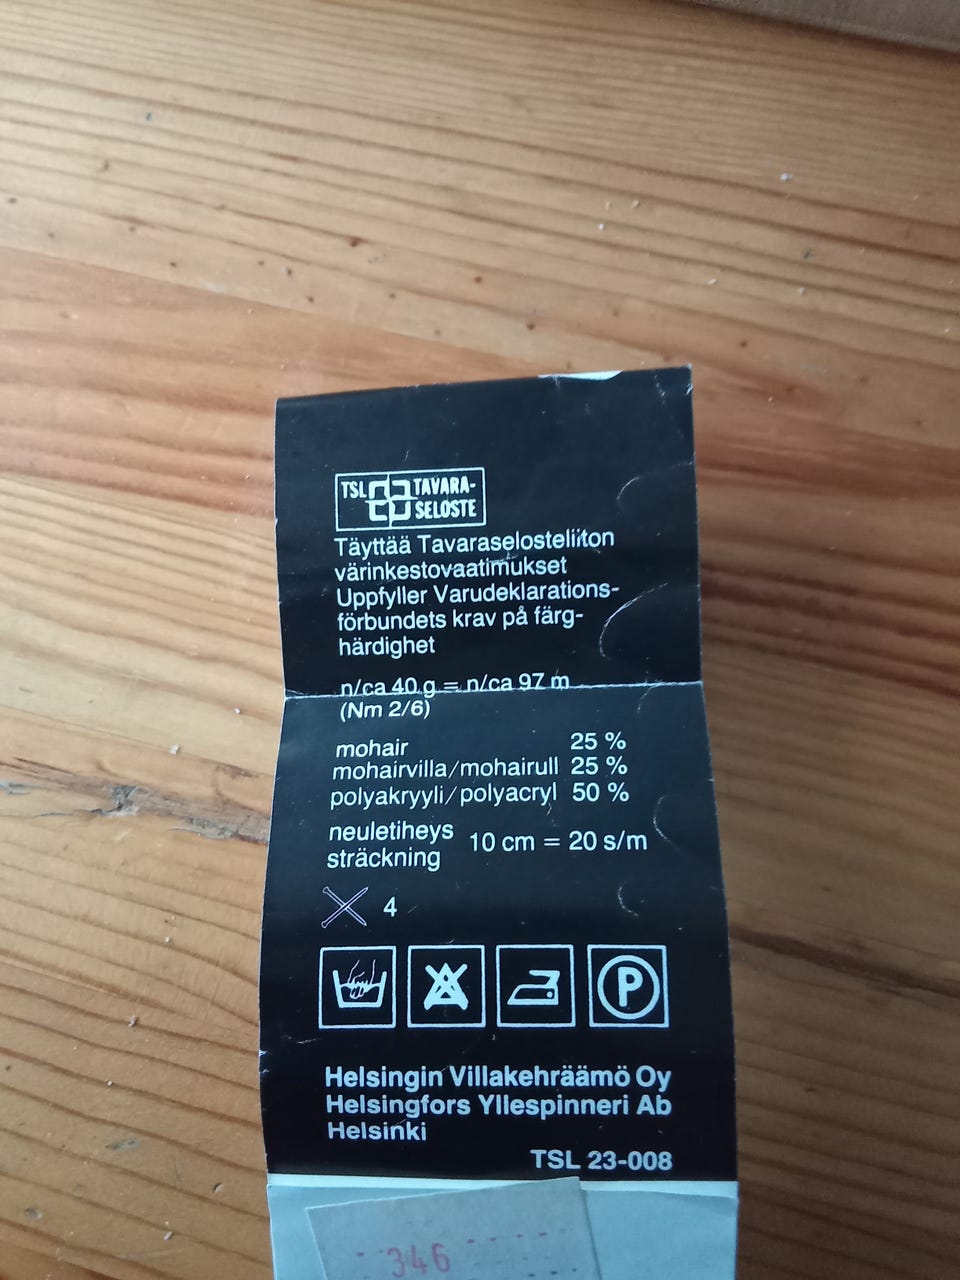 TSL TAVARA-
SELOSTE
Täyttää Tavaraselosteliiton
värinkestovaatimukset
Uppfyller Varudeklarations-
förbundets krav på färg-
härdighet
n/ca 40 g = n/ca 97 m
(Nm 2/6)
mohair 25 %
mohairvilla/mohairull 25 %
polyakryyli/polyacryl 50 %
neuletiheys
sträckning 10 cm = 20 s/m
4
P
Helsingin Villakehräämö Oy
Helsingfors Yllespinneri Ab
Helsinki
TSL 23-008
346